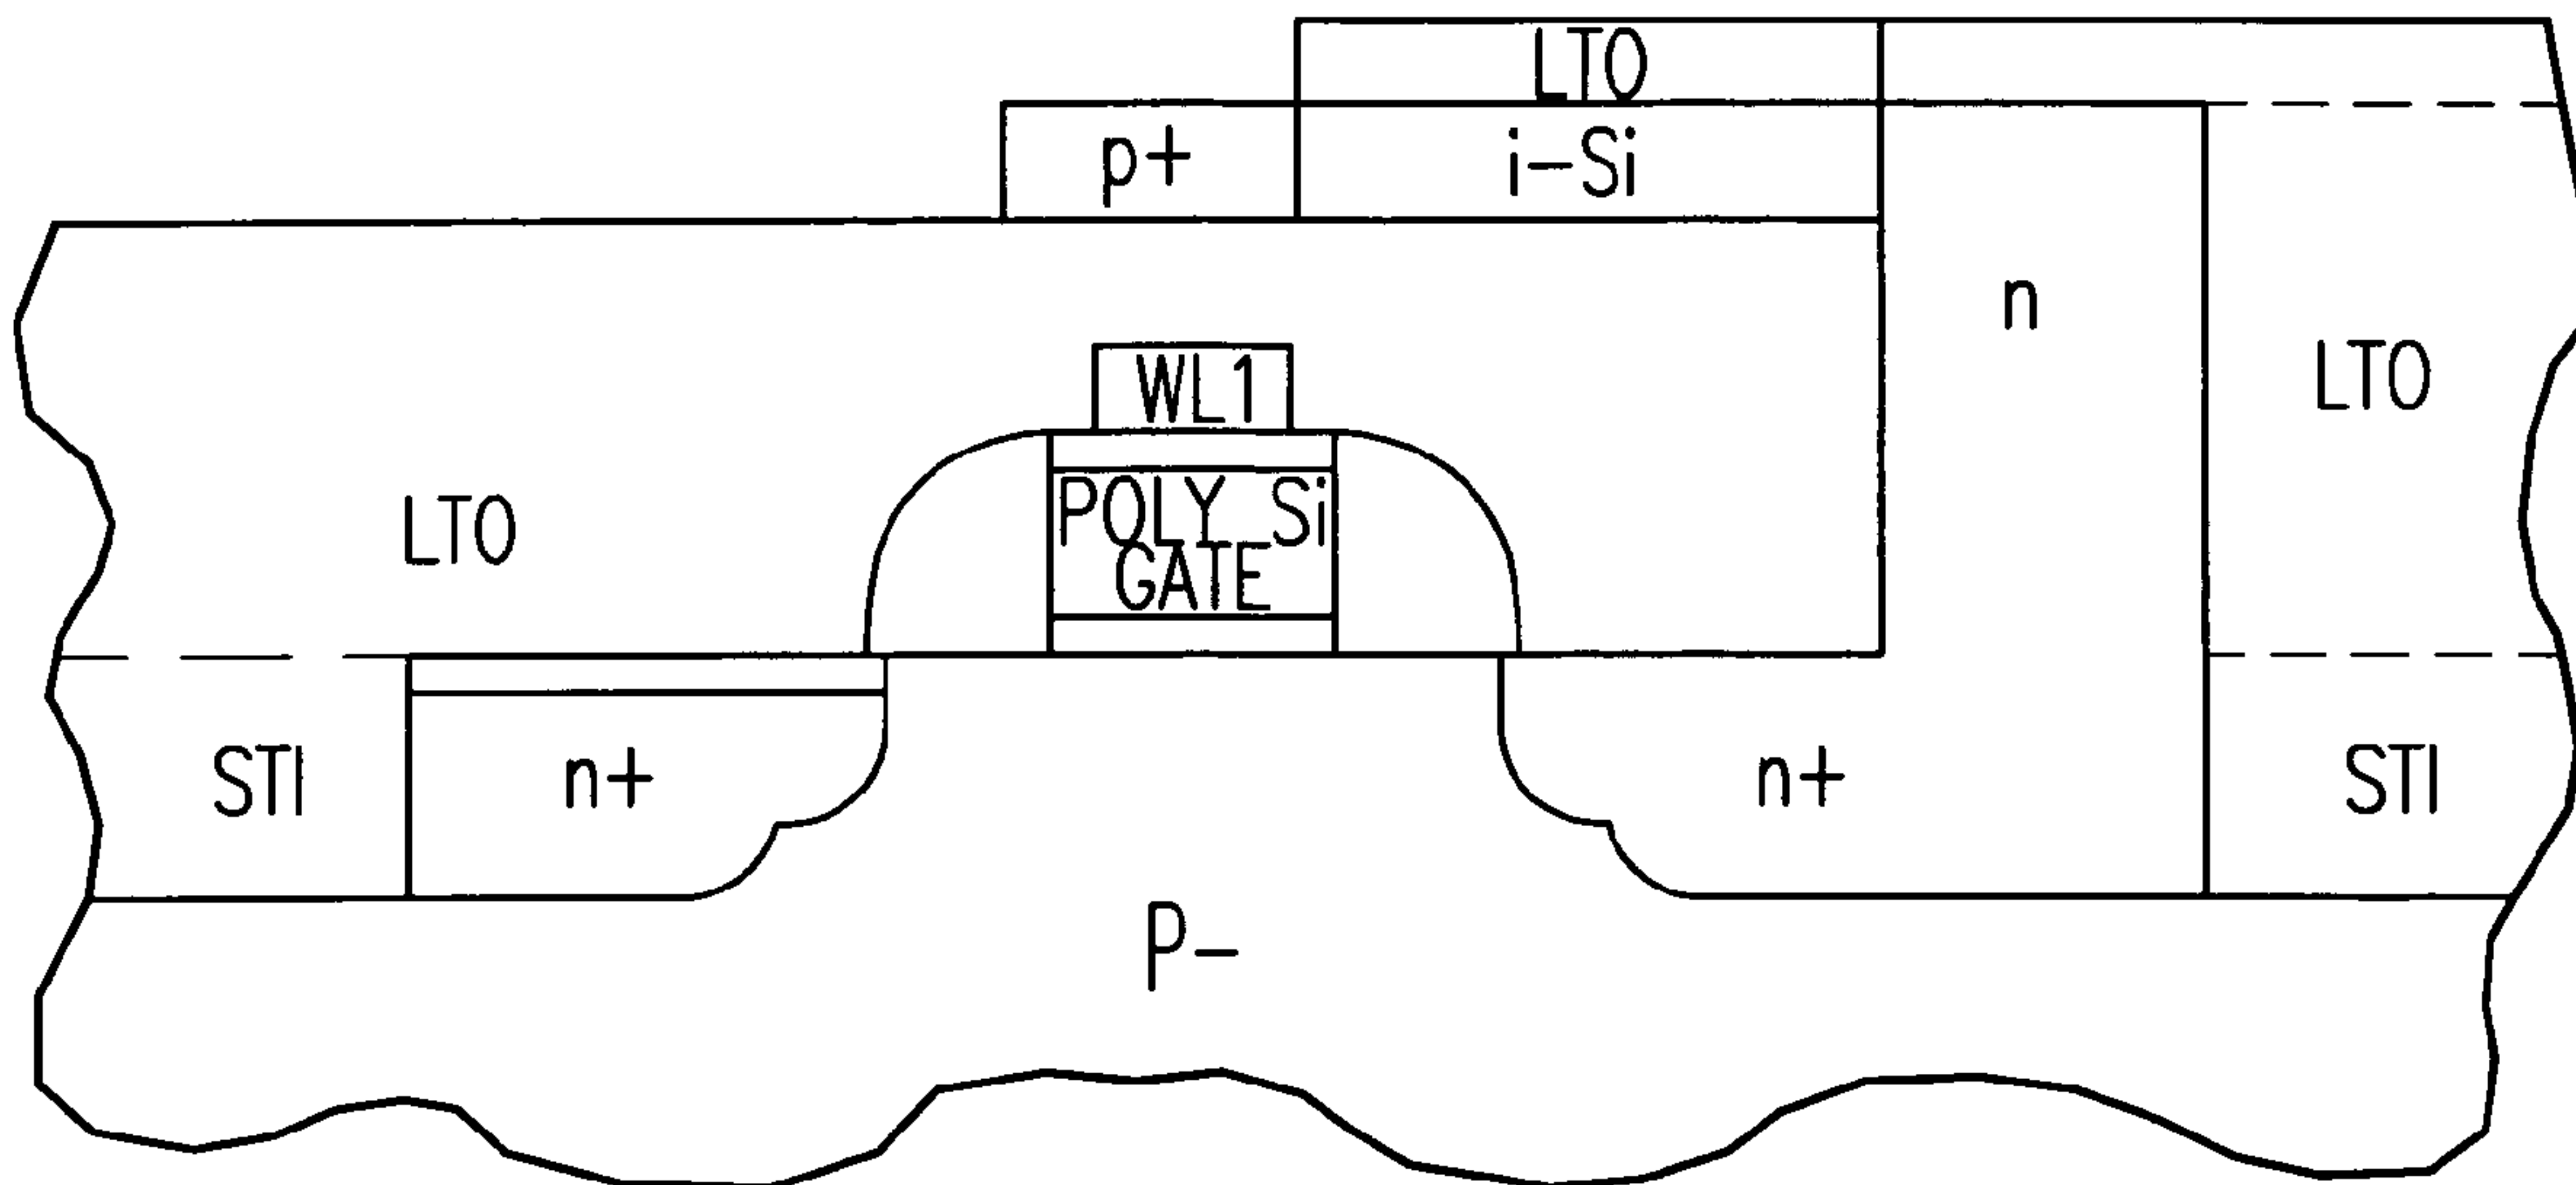 LTO
p+
i-Si
n
WL1
LTO
POLY Si
GATE
LTO
STI
n+
n+
STI
P-